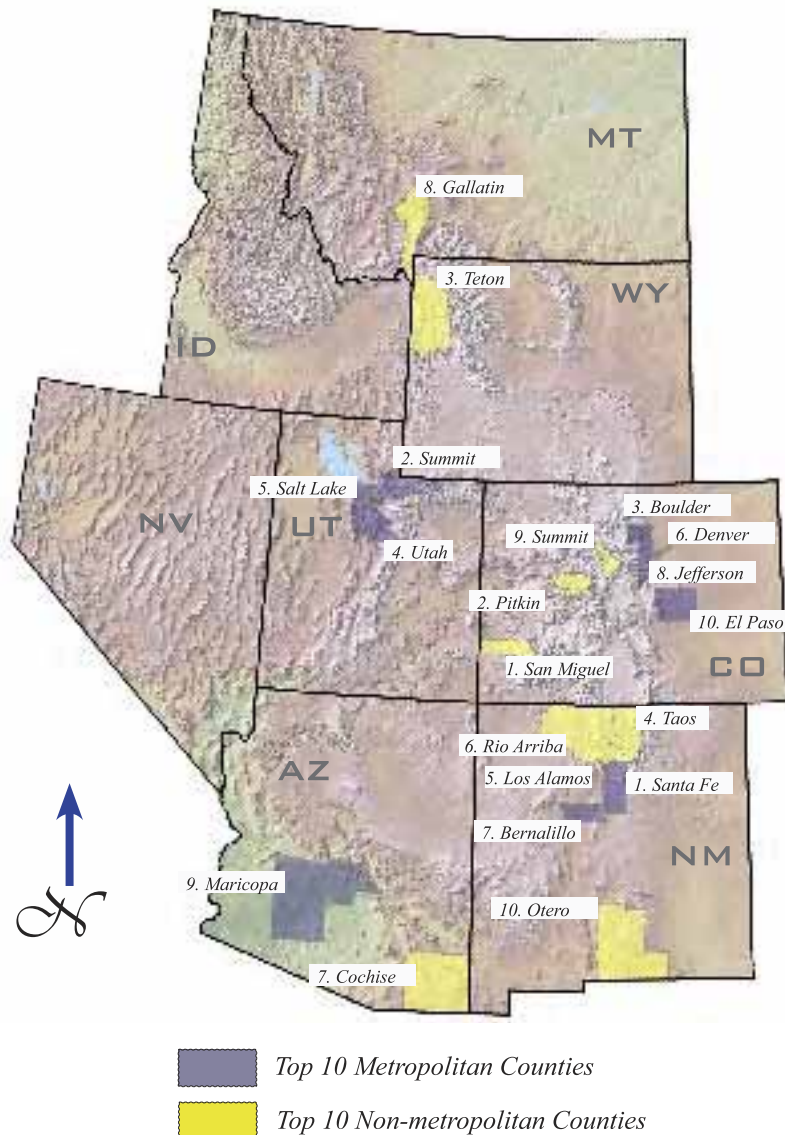 MT
8. Gallatin
3. Teton
WY
ID
2. Summit
5. Salt Lake
NV
UT
4. Utah
3. Boulder
9. Summit
6. Denver
8. Jefferson
2. Pitkin
10. El Paso
1. San Miguel
CO
4. Taos
6. Rio Arriba
AZ
5. Los Alamos
1. Santa Fe
7. Bernalillo
NM
9. Maricopa
10. Otero
7. Cochise
N
Top 10 Metropolitan Counties
Top 10 Non-metropolitan Counties